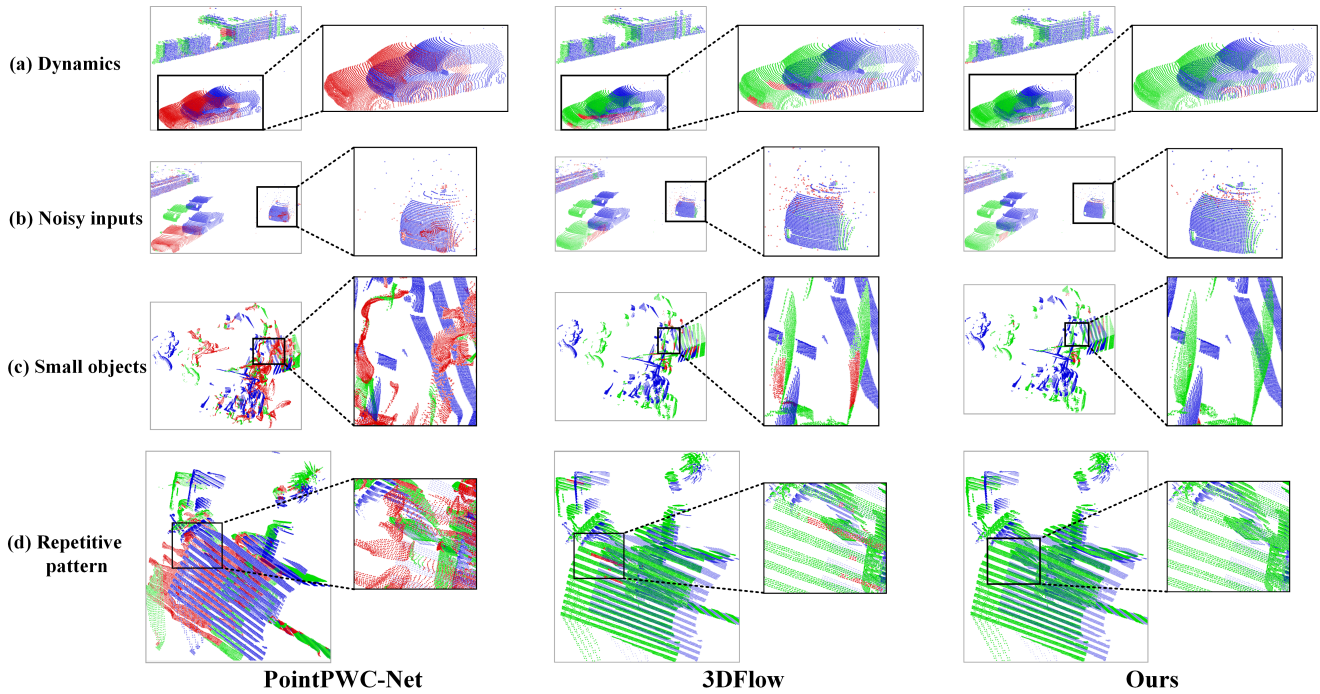 (a) Dynamics
(b) Noisy inputs
(c) Small objects
(d) Repetitive
pattern
PointPWC-Net 3DFlow Ours